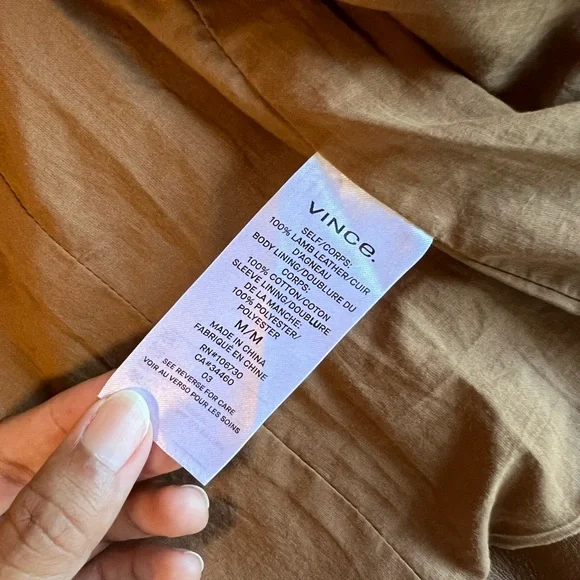 VINCE.
SELF/CORPS:
100% LAMB LEATHER/CUIR
D'AGNEAU
BODY LINING/DOUBLURE DU
CORPS:
100% COTTON/COTON
SLEEVE LINING/DOUBLURE
DE LA MANCHE:
100% POLYESTER/
POLYESTER
M/M
MADE IN CHINA
FABRIQUÉ EN CHINE
RN#106730
CA#34460
03
SEE REVERSE FOR CARE
VOIR AU VERSO POUR LES SOINS